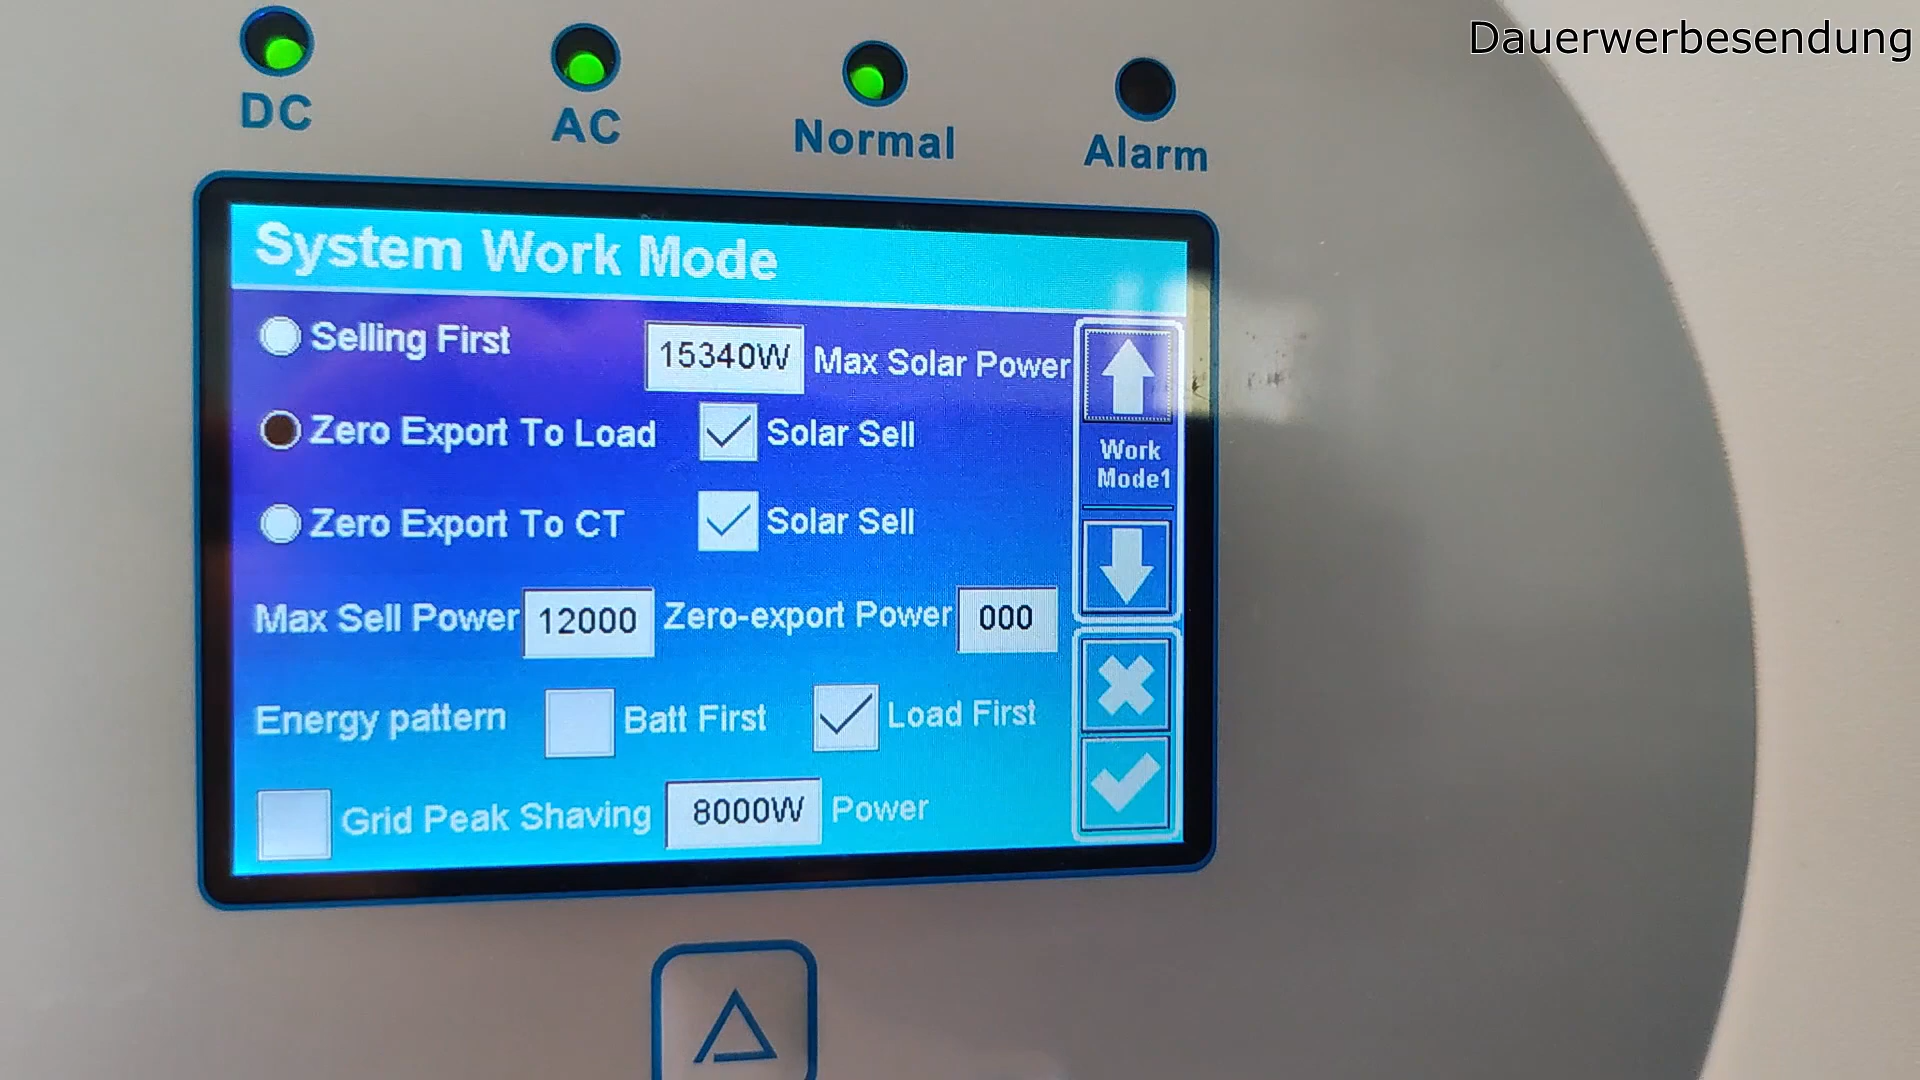 Dauerwerbesendung
DC
AC
Normal
Alarm
System Work Mode
Selling First
15340W
Max Solar Power
Zero Export To Load
Solar Sell
Zero Export To CT
Solar Sell
Work
Mode1
Max Sell Power
12000
Zero-export Power
000
Energy pattern
Batt First
Load First
Grid Peak Shaving
8000W
Power